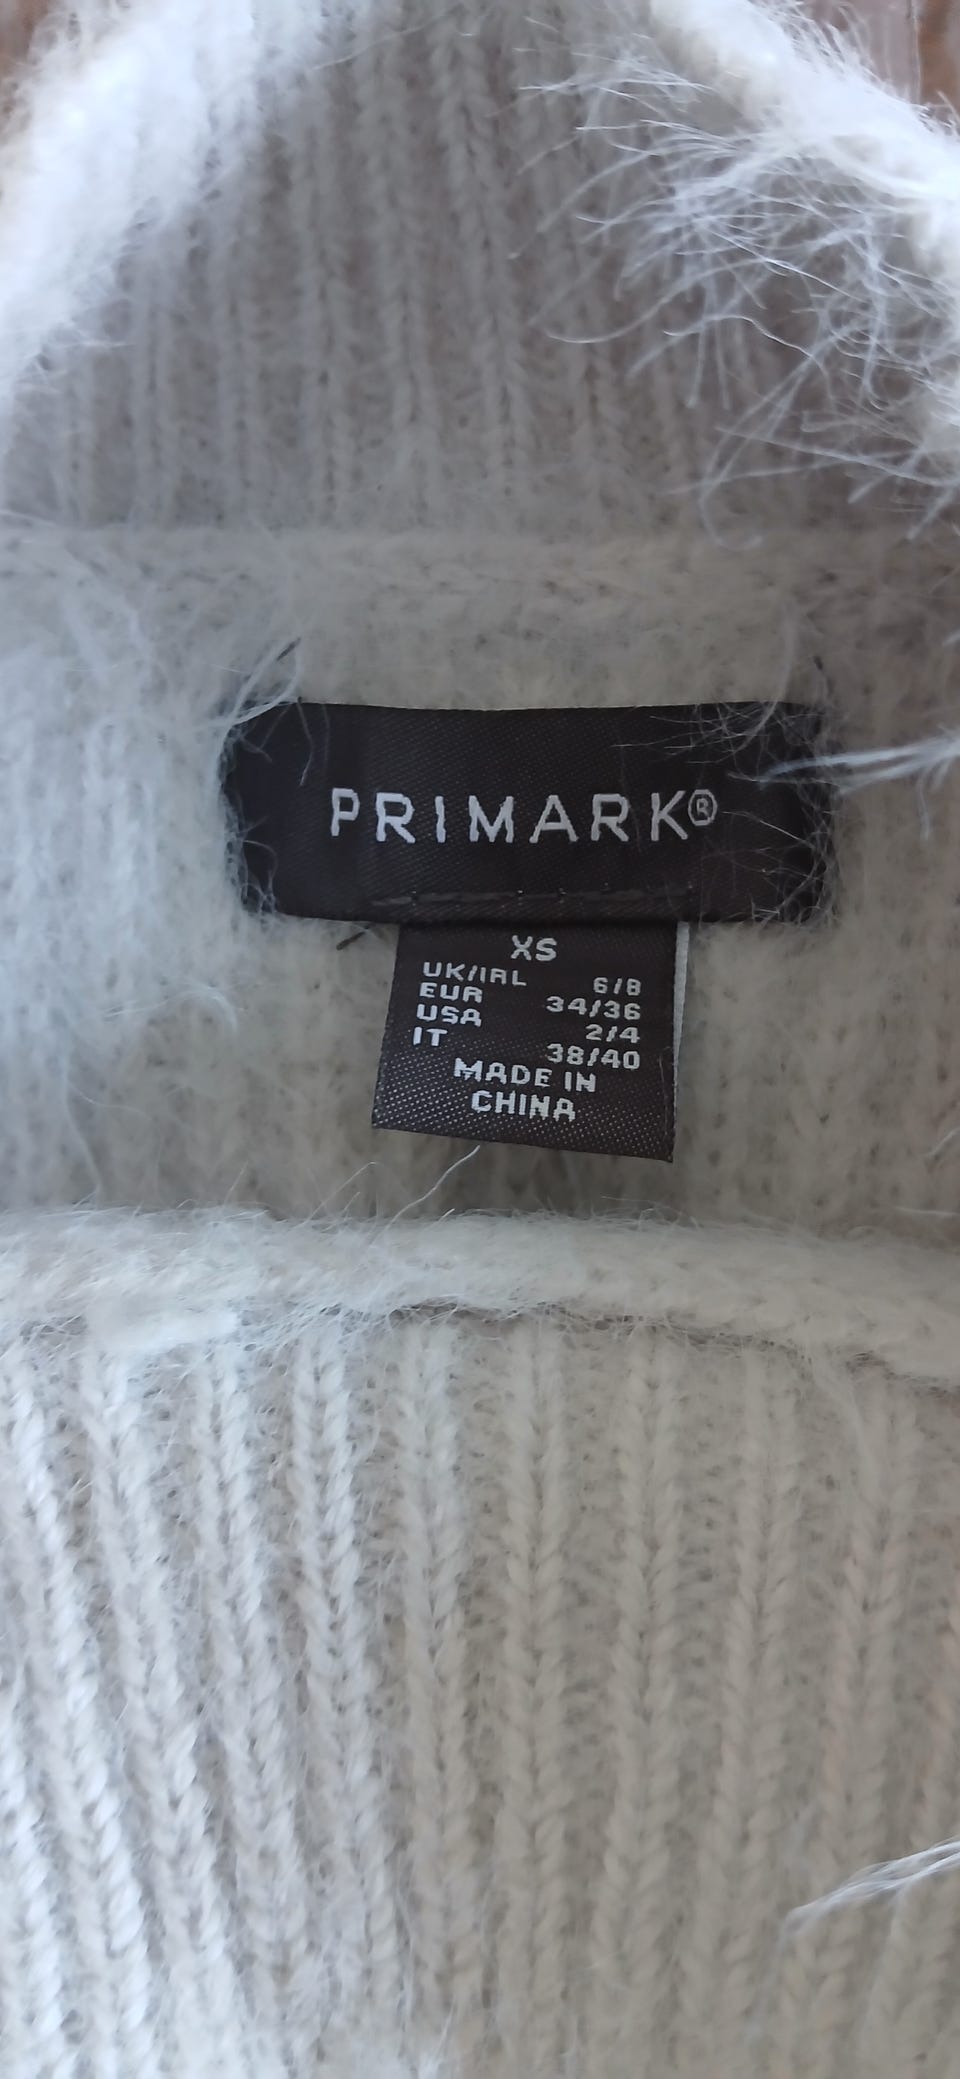 PRIMARK®
XS
UK/IRL 6/8
EUR 34/36
USA 2/4
IT 38/40
MADE IN
CHINA